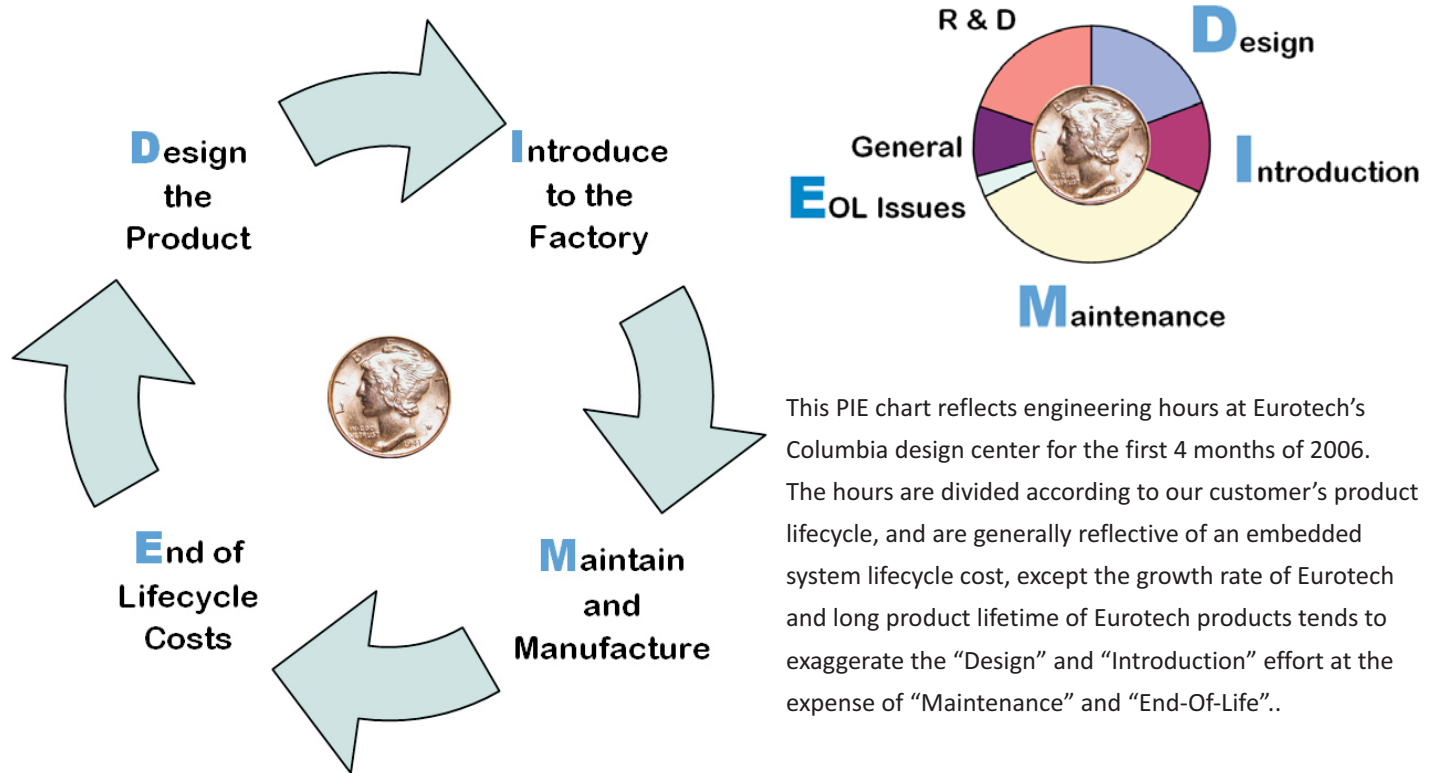 Design
the
Product
Introduce
to the
Factory
Maintain
and
Manufacture
End of
Lifecycle
Costs
R & D
Design
General
Introduction
EOL Issues
Maintenance
This PIE chart reflects engineering hours at Eurotech’s
Columbia design center for the first 4 months of 2006.
The hours are divided according to our customer’s product
lifecycle, and are generally reflective of an embedded
system lifecycle cost, except the growth rate of Eurotech
and long product lifetime of Eurotech products tends to
exaggerate the “Design” and “Introduction” effort at the
expense of “Maintenance” and “End-Of-Life”..